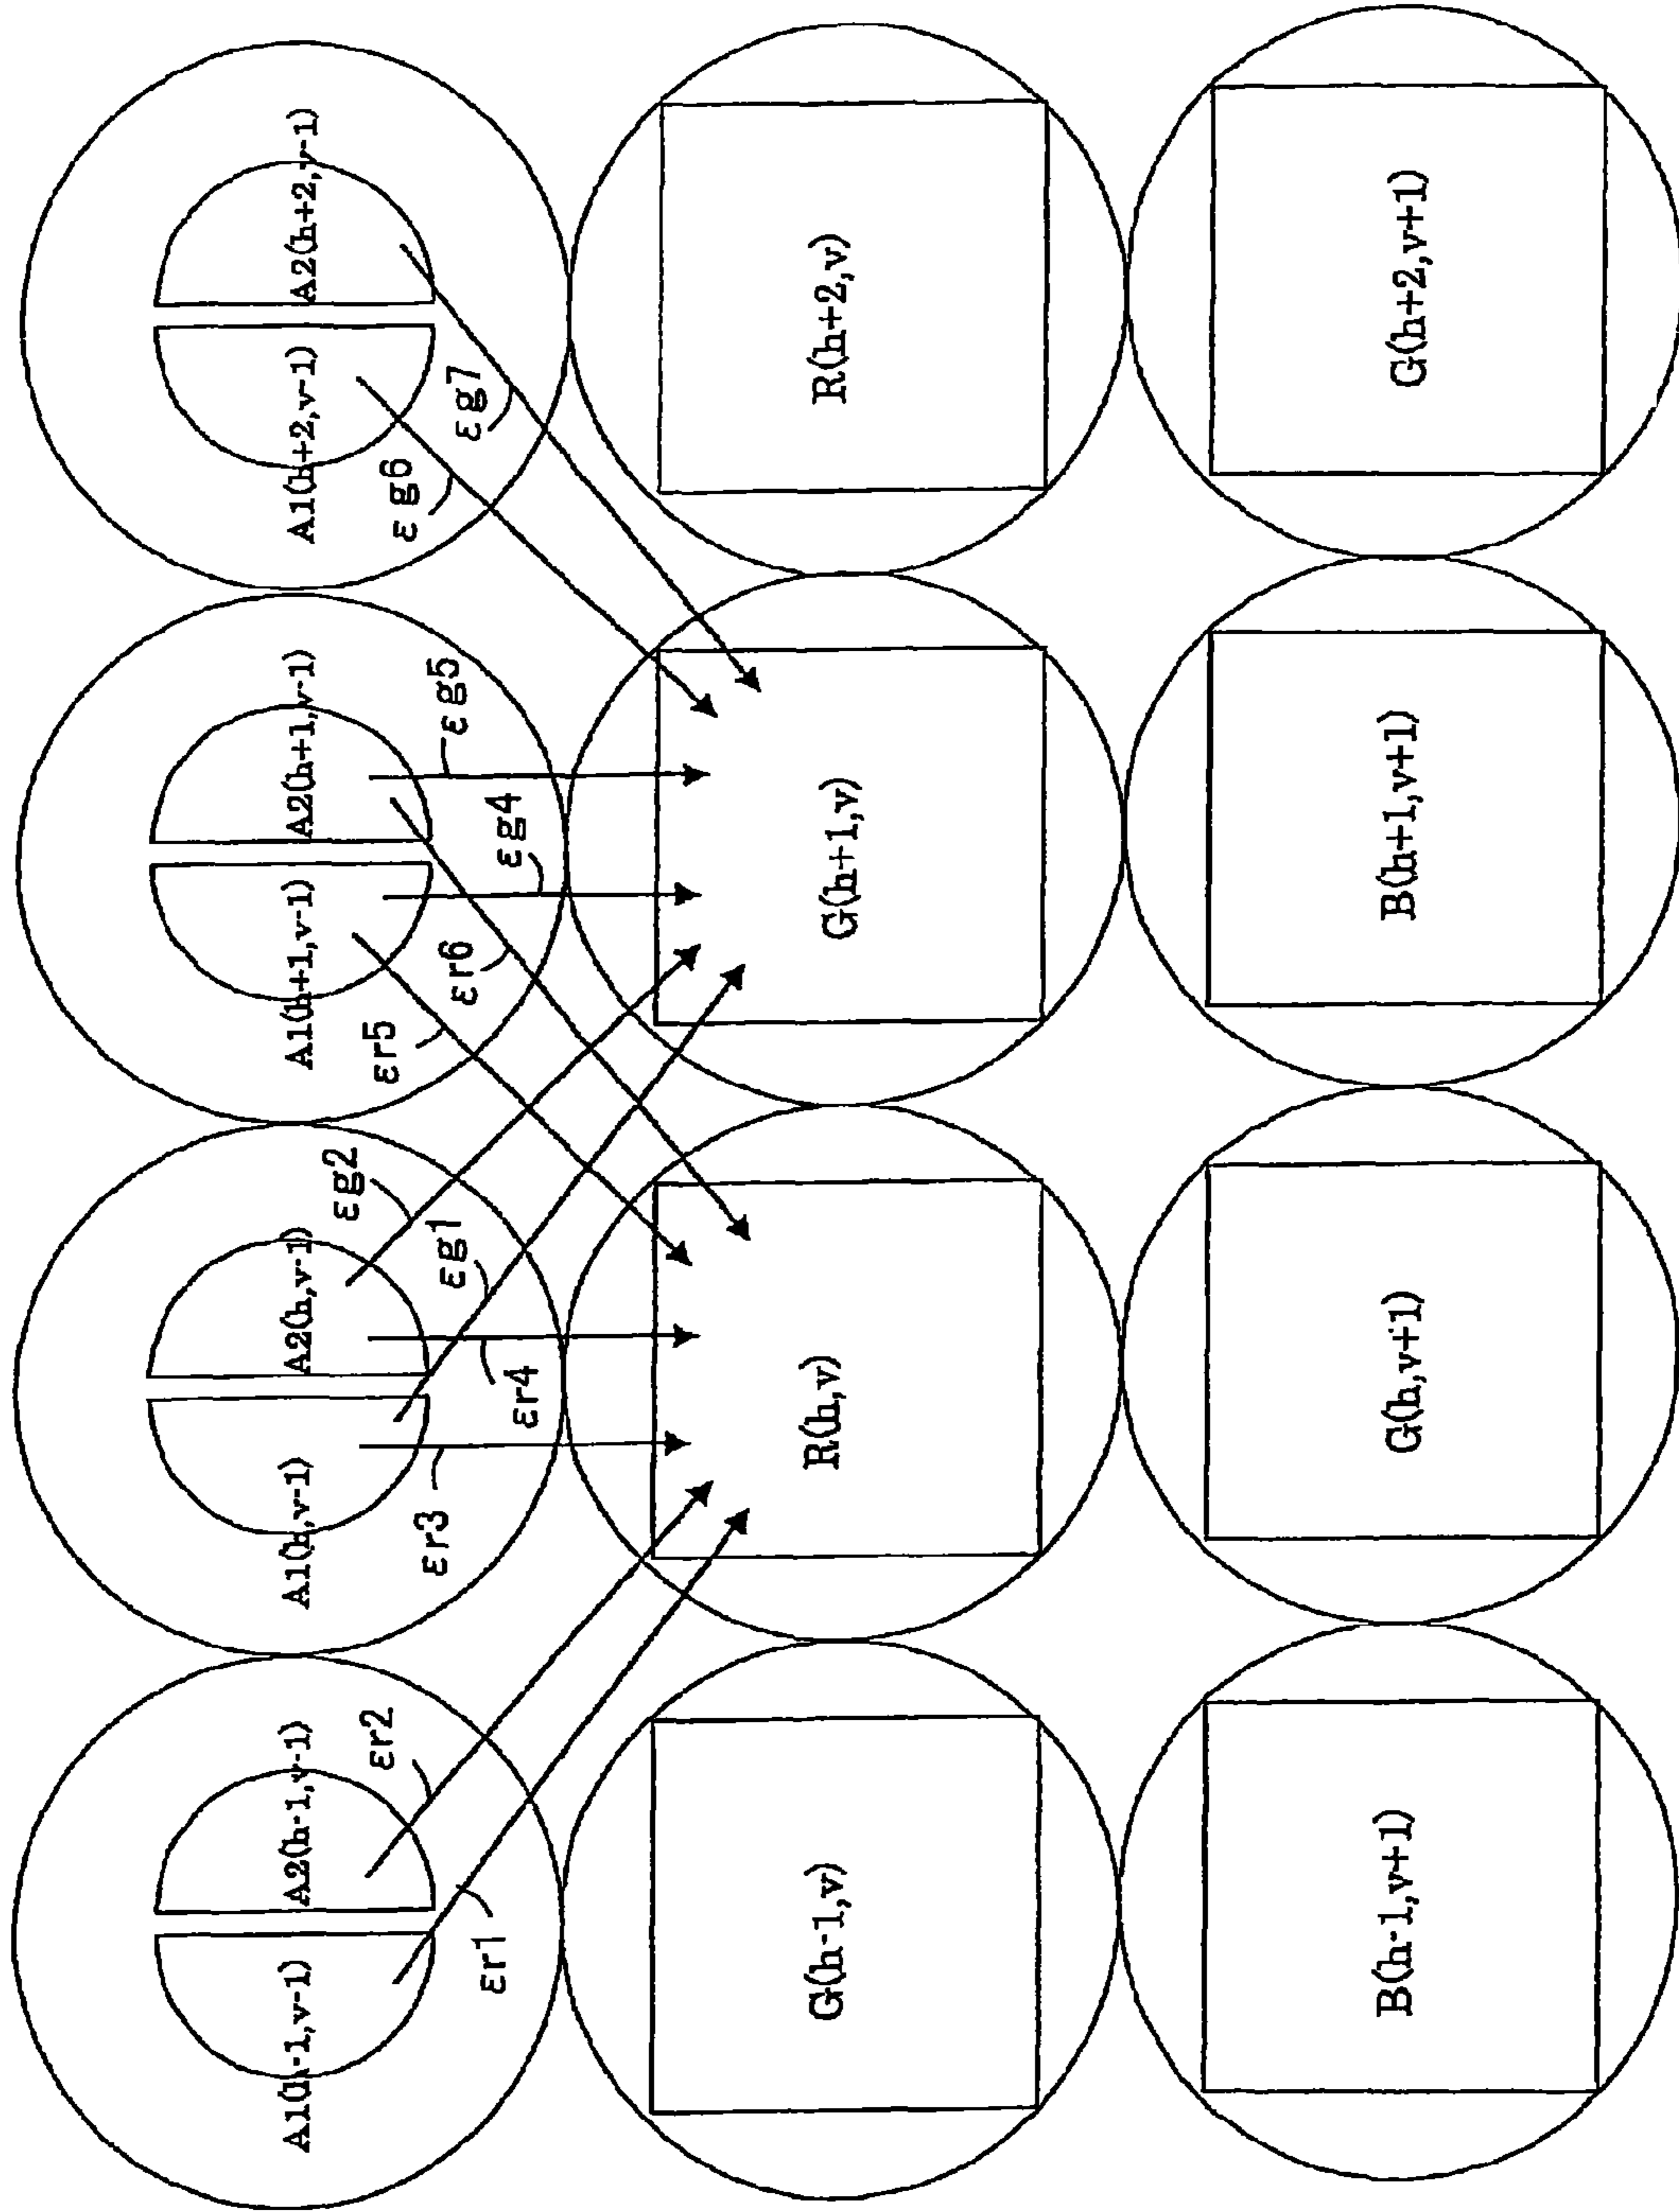 A1(h-1,v-1)
A2(h-1,v-1)
A1(h,v-1)
A2(h,v-1)
A1(h+1,v-1)
A2(h+1,v-1)
A1(h+2,v-1)
A2(h+2,v-1)
εr1
εr2
εr3
εr4
εg1
εg2
εr5
εr6
εg4
εg5
εg6
εg7
G(h-1,v)
R(h,v)
G(h+1,v)
R(h+2,v)
B(h-1,v+1)
G(h,v+1)
B(h+1,v+1)
G(h+2,v+1)